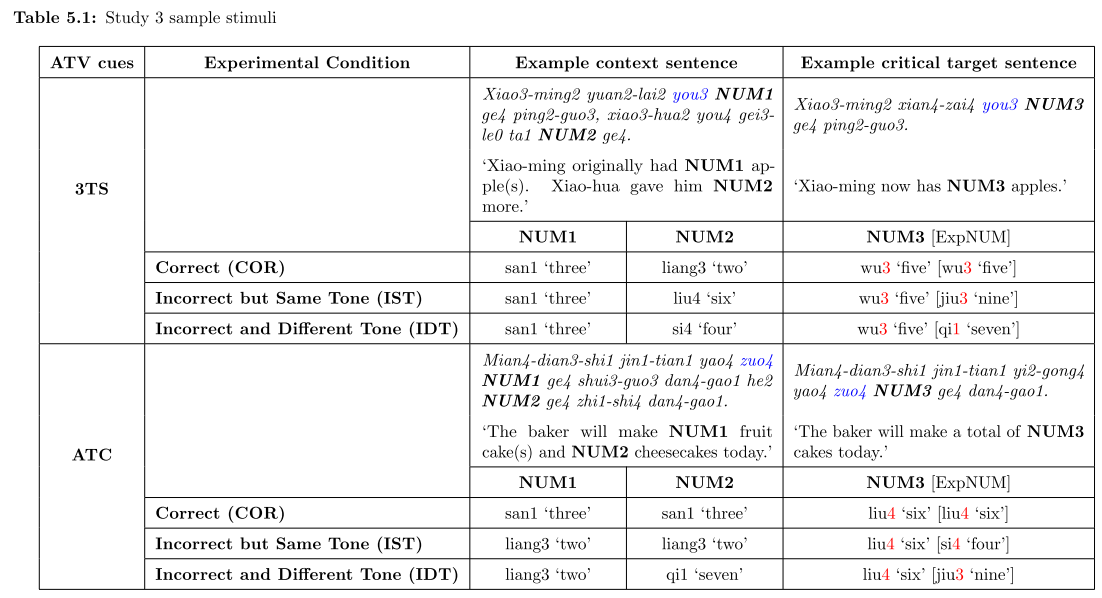 Table 5.1: Study 3 sample stimuli
ATV cues Experimental Condition Example context sentence Example critical target sentence
3TS
Xiao3-ming2 yuan2-lai2 you3 NUM1
ge4 ping2-guo3, xiao3-hua2 you4 gei3-
le0 ta1 NUM2 ge4.
Xiao3-ming2 xian4-zai4 you3 NUM3
ge4 ping2-guo3.
‘Xiao-ming originally had NUM1 ap-
ple(s). Xiao-hua gave him NUM2
more.’
‘Xiao-ming now has NUM3 apples.’
NUM1 NUM2 NUM3 [ExpNUM]
Correct (COR) san1 ‘three’ liang3 ‘two’ wu3 ‘five’ [wu3 ‘five’]
Incorrect but Same Tone (IST) san1 ‘three’ liu4 ‘six’ wu3 ‘five’ [jiu3 ‘nine’]
Incorrect and Different Tone (IDT) san1 ‘three’ si4 ‘four’ wu3 ‘five’ [qi1 ‘seven’]
ATC
Mian4-dian3-shi1 jin1-tian1 yao4 zuo4
NUM1 ge4 shui3-guo3 dan4-gao1 he2
NUM2 ge4 zhi1-shi4 dan4-gao1.
Mian4-dian3-shi1 jin1-tian1 yi2-gong4
yao4 zuo4 NUM3 ge4 dan4-gao1.
‘The baker will make NUM1 fruit
cake(s) and NUM2 cheesecakes today.’
‘The baker will make a total of NUM3
cakes today.’
NUM1 NUM2 NUM3 [ExpNUM]
Correct (COR) san1 ‘three’ san1 ‘three’ liu4 ‘six’ [liu4 ‘six’]
Incorrect but Same Tone (IST) liang3 ‘two’ liang3 ‘two’ liu4 ‘six’ [si4 ‘four’]
Incorrect and Different Tone (IDT) liang3 ‘two’ qi1 ‘seven’ liu4 ‘six’ [jiu3 ‘nine’]